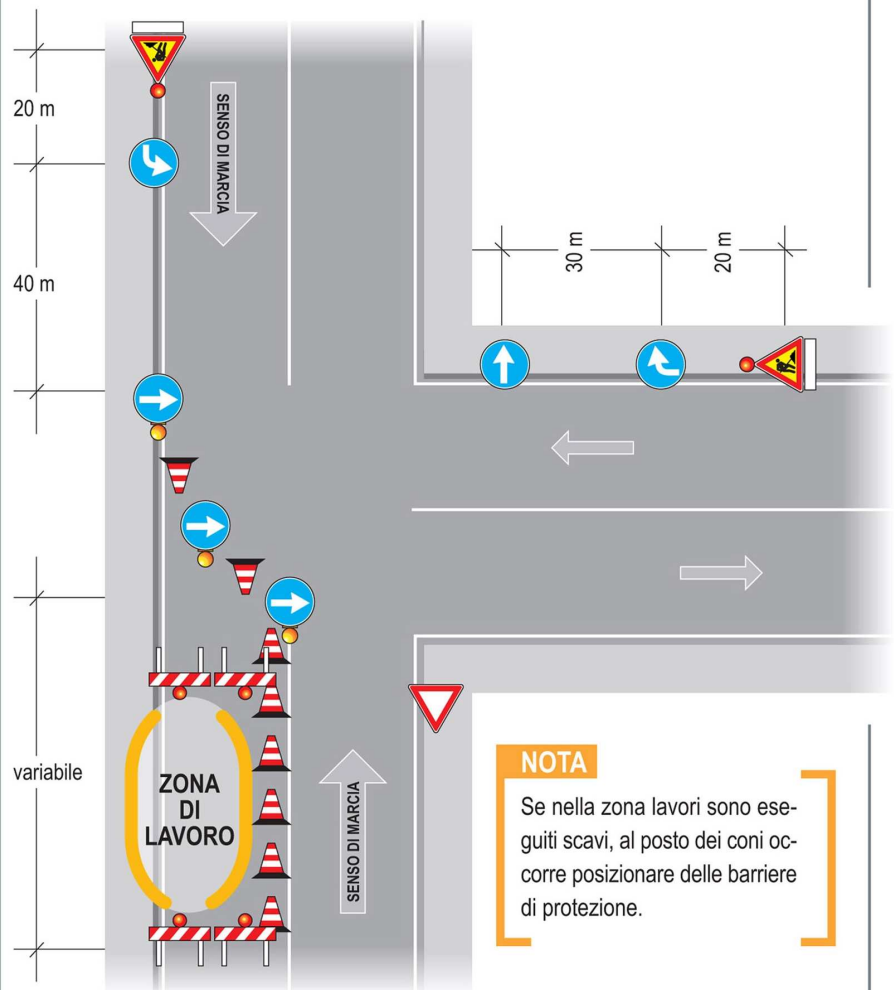 20 m
SENSO DI MARCIA
40 m
30 m
20 m
variabile
ZONA
DI
LAVORO
SENSO DI MARCIA
NOTA
Se nella zona lavori sono ese-
guiti scavi, al posto dei coni oc-
corre posizionare delle barriere
di protezione.